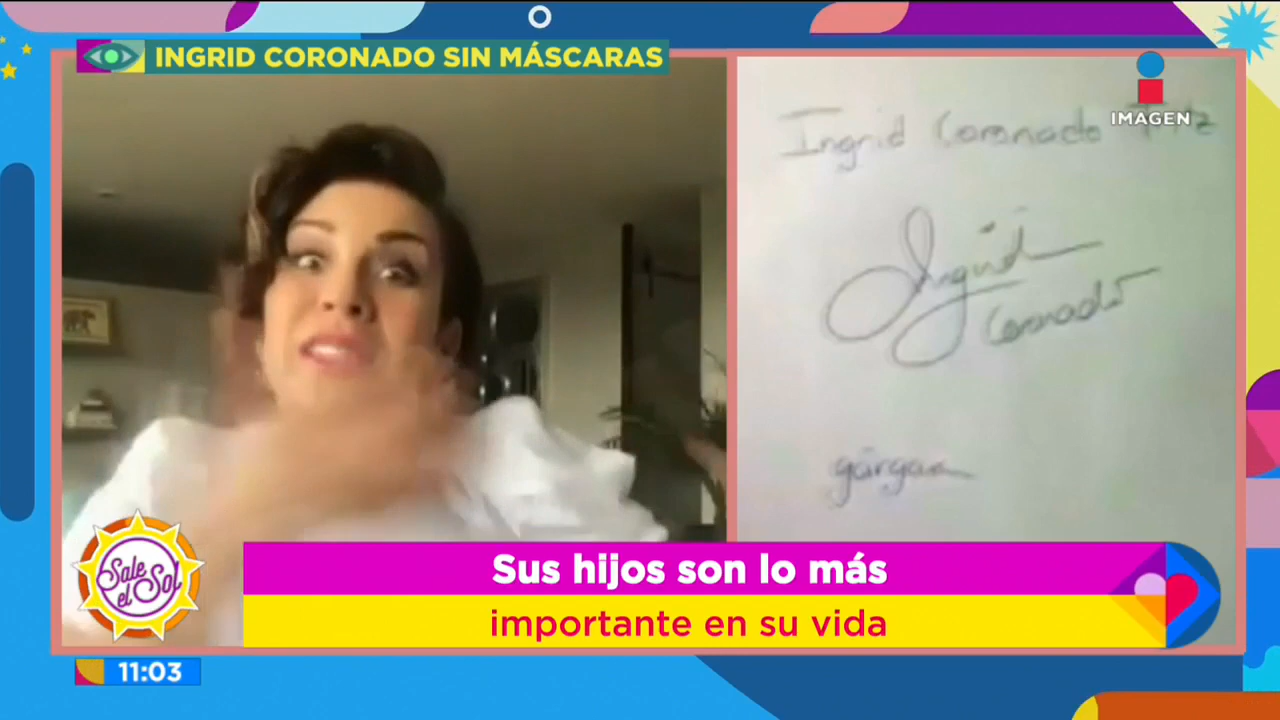 INGRID CORONADO SIN MÁSCARAS
IMAGEN
Ingrid Coronado
Ingrid
Coronado
Sale
el Sol
Sus hijos son lo más
importante en su vida
11:03